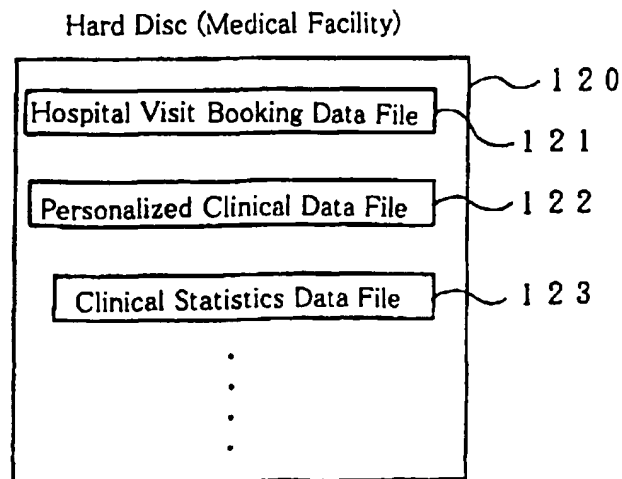 Hard Disc (Medical Facility)
120
Hospital Visit Booking Data File
121
Personalized Clinical Data File
122
Clinical Statistics Data File
123